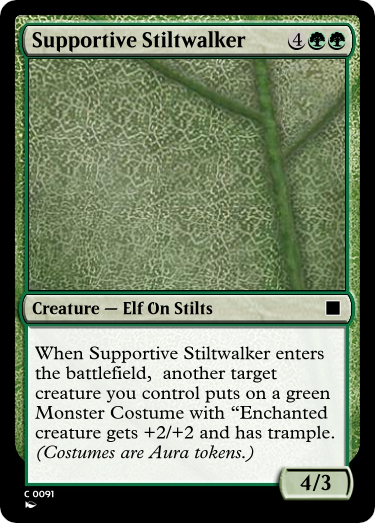 Supportive Stiltwalker 4
Creature — Elf On Stilts
When Supportive Stiltwalker enters
the battlefield,  another target
creature you control puts on a green
Monster Costume with “Enchanted
creature gets +2/+2 and has trample.
(Costumes are Aura tokens.)
4/3
C 0091